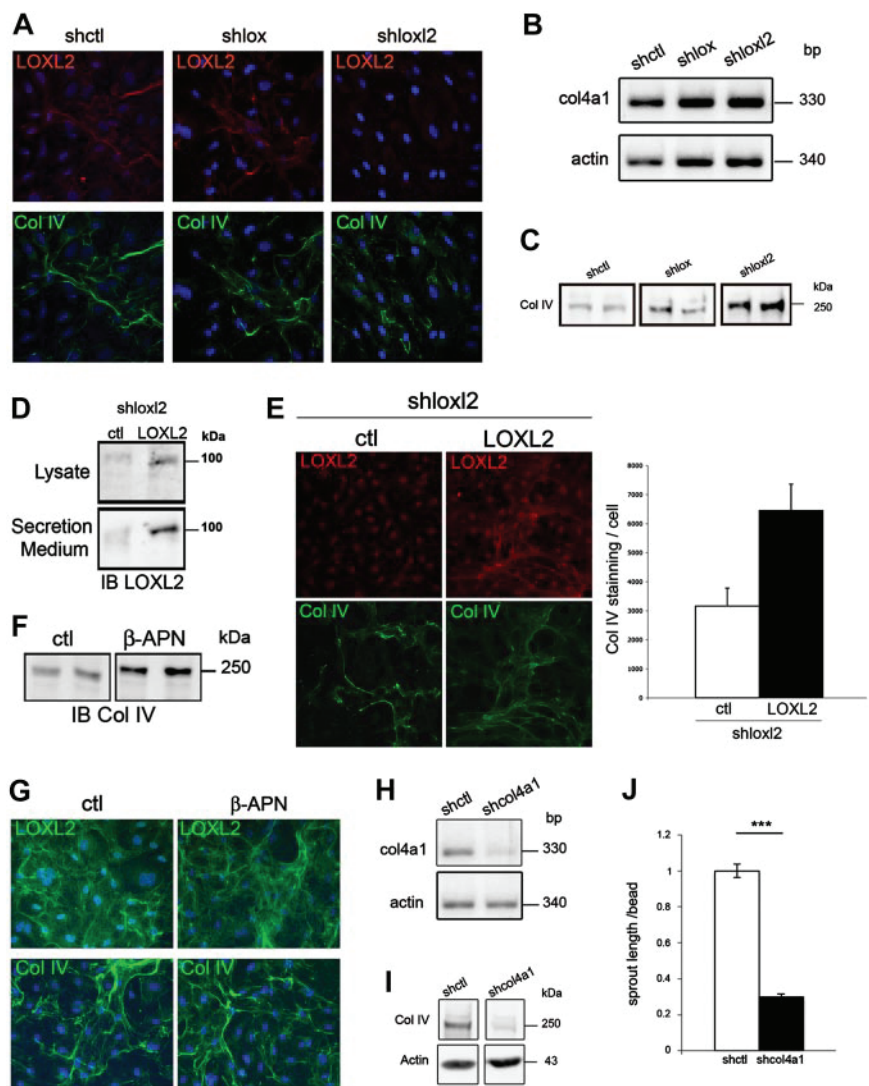 A
shctl shlox shloxl2
LOXL2 LOXL2 LOXL2
Col IV Col IV Col IV
B
shctl shlox shloxl2 bp
col4a1 330
actin 340
C
shctl shlox shloxl2 kDa
Col IV 250
D
shloxl2
ctl LOXL2 kDa
Lysate 100
Secretion 100
Medium
IB LOXL2
E
shloxl2
ctl LOXL2
LOXL2 LOXL2
Col IV Col IV
Col IV stainning / cell
8000
7000
6000
5000
4000
3000
2000
1000
0
ctl LOXL2
shloxl2
F
ctl β-APN kDa
250
IB Col IV
G
ctl β-APN
LOXL2 LOXL2
Col IV Col IV
H
shctl shcol4a1 bp
col4a1 330
actin 340
I
shctl shcol4a1 kDa
Col IV 250
Actin 43
J
sprout length /bead
1.2
1
0.8
0.6
0.4
0.2
0
***
shctl shcol4a1